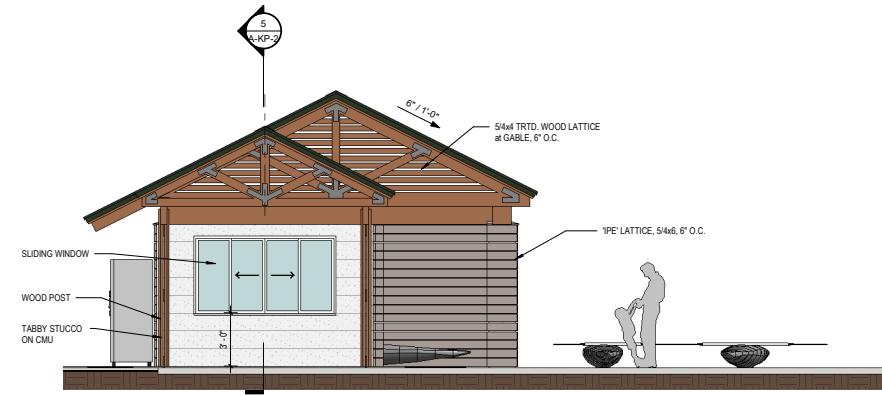 5
A-KP-2
6" / 1'-0"
5/4x4 TRTD. WOOD LATTICE
at GABLE, 6" O.C.
'IPE' LATTICE, 5/4x6, 6" O.C.
SLIDING WINDOW
WOOD POST
TABBY STUCCO
ON CMU
3' - 0"